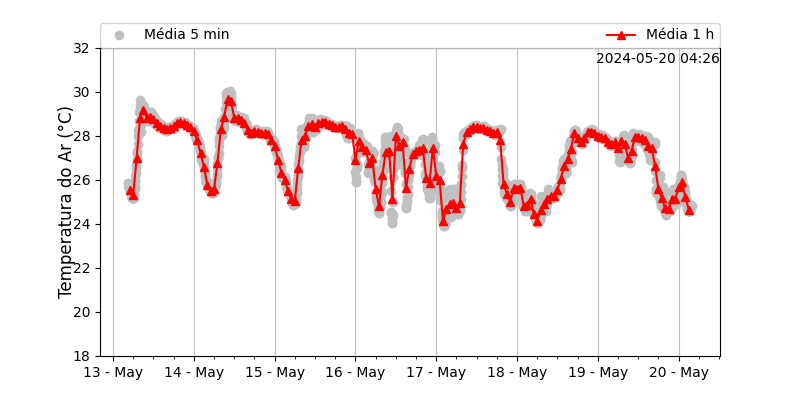 Média 5 min
Média 1 h
2024-05-20 04:26
Temperatura do Ar (°C)
32
30
28
26
24
22
20
18
13 - May
14 - May
15 - May
16 - May
17 - May
18 - May
19 - May
20 - May